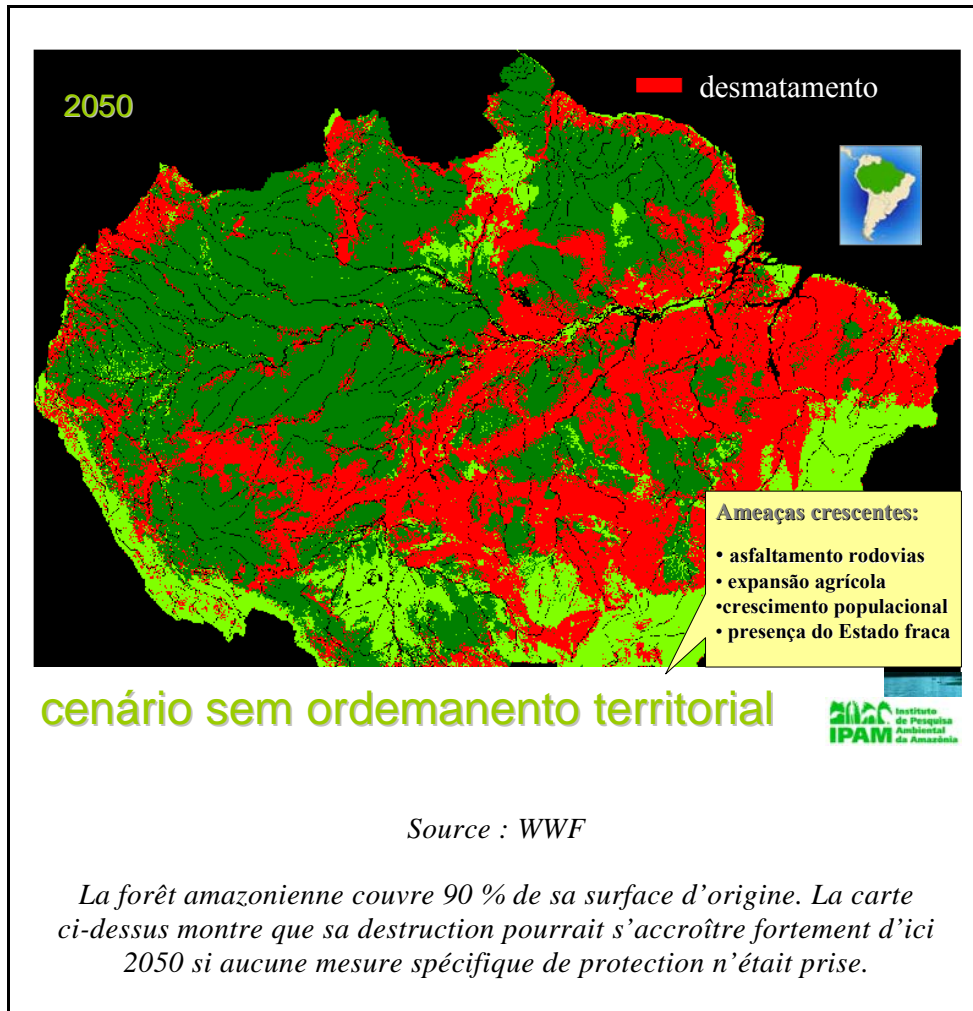 2050
desmatamento
Ameaças crescentes:
• asfaltamento rodovias
• expansão agrícola
•crescimento populacional
• presença do Estado fraca
cenário sem ordemanento territorial
Instituto
de Pesquisa
Ambiental
da Amazônia
IPAM
Source : WWF
La forêt amazonienne couvre 90 % de sa surface d’origine. La carte
ci-dessus montre que sa destruction pourrait s’accroître fortement d’ici
2050 si aucune mesure spécifique de protection n’était prise.